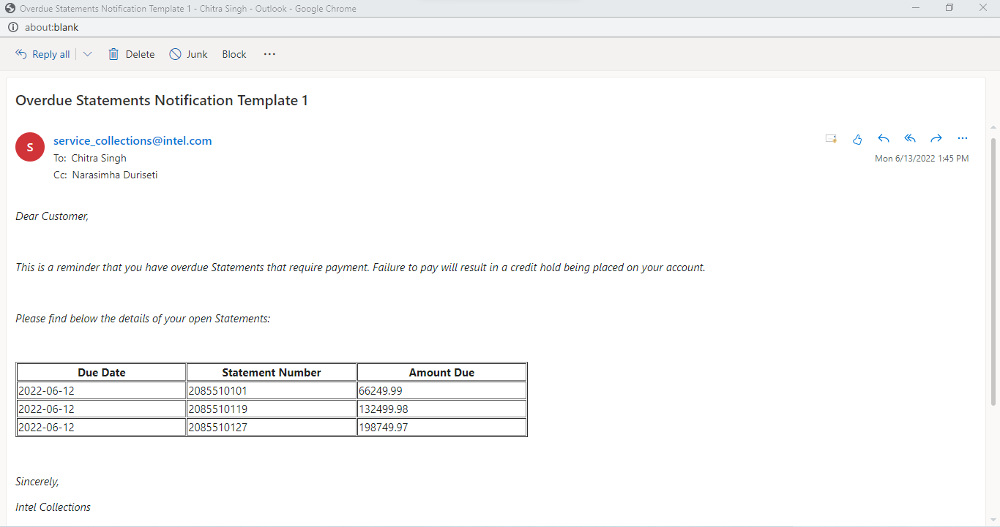 Overdue Statements Notification Template 1 - Chitra Singh - Outlook - Google Chrome
about:blank
Reply all Delete Junk Block ...
Overdue Statements Notification Template 1
S
service_collections@intel.com
To: Chitra Singh
Cc: Narasimha Duriseti
Mon 6/13/2022 1:45 PM
Dear Customer,
This is a reminder that you have overdue Statements that require payment. Failure to pay will result in a credit hold being placed on your account.
Please find below the details of your open Statements:
Due Date Statement Number Amount Due
2022-06-12 2085510101 66249.99
2022-06-12 2085510119 132499.98
2022-06-12 2085510127 198749.97
Sincerely,
Intel Collections